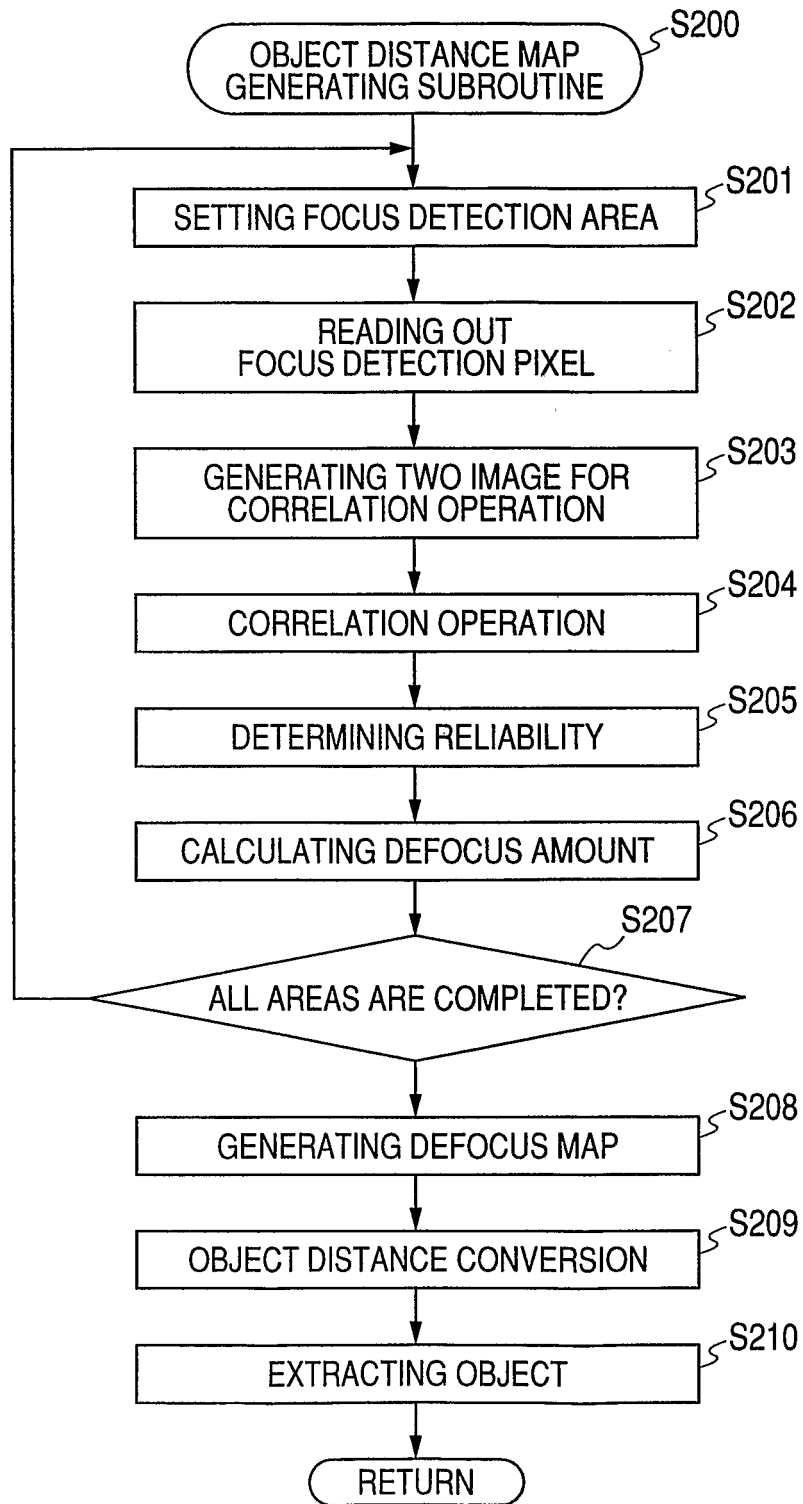 OBJECT DISTANCE MAP
GENERATING SUBROUTINE
S200
SETTING FOCUS DETECTION AREA
S201
READING OUT
FOCUS DETECTION PIXEL
S202
GENERATING TWO IMAGE FOR
CORRELATION OPERATION
S203
CORRELATION OPERATION
S204
DETERMINING RELIABILITY
S205
CALCULATING DEFOCUS AMOUNT
S206
ALL AREAS ARE COMPLETED?
S207
GENERATING DEFOCUS MAP
S208
OBJECT DISTANCE CONVERSION
S209
EXTRACTING OBJECT
S210
RETURN